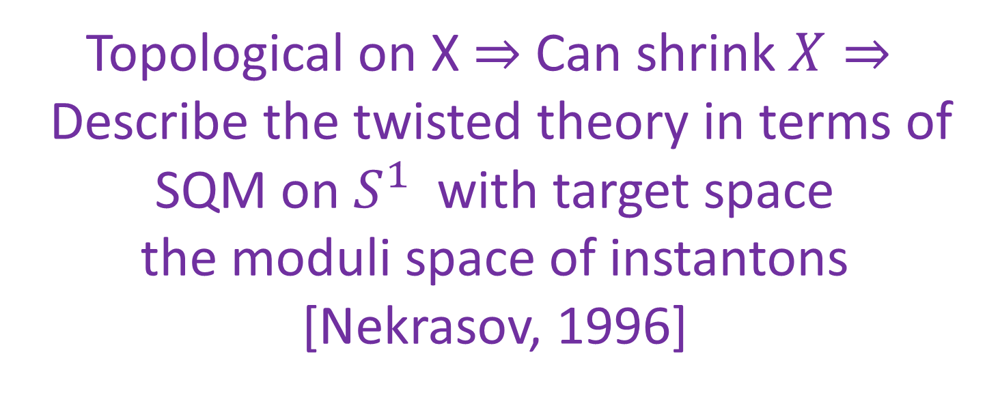 Topological on X ⇒ Can shrink 𝑋 ⇒
Describe the twisted theory in terms of
SQM on 𝑆¹ with target space
the moduli space of instantons
[Nekrasov, 1996]